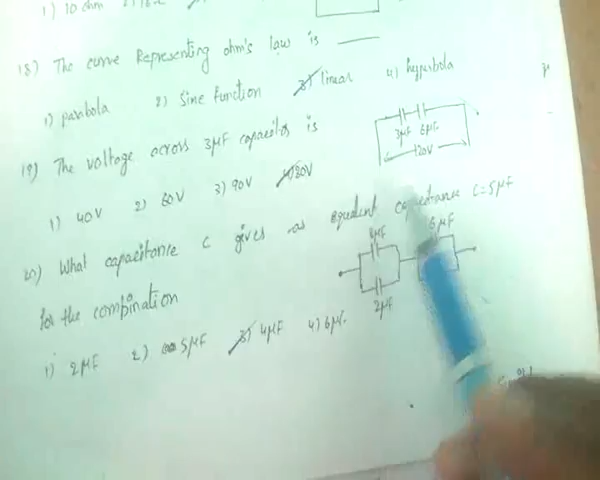 1) 10 ohm
18) The curve Representing ohm's law is
1) parabola 2) Sine Function 3) linear 4) hyperbola
19) The voltage across 3μF capacitor is
3μF 6μF
120V
1) 40V 2) 60V 3) 90V 4) 80V
20) What capacitance C gives as equivalent capacitance C=5μF
for the combination
4μF 6μF
2μF
1) 2μF 2) 5μF 3) 4μF 4) 6μF.